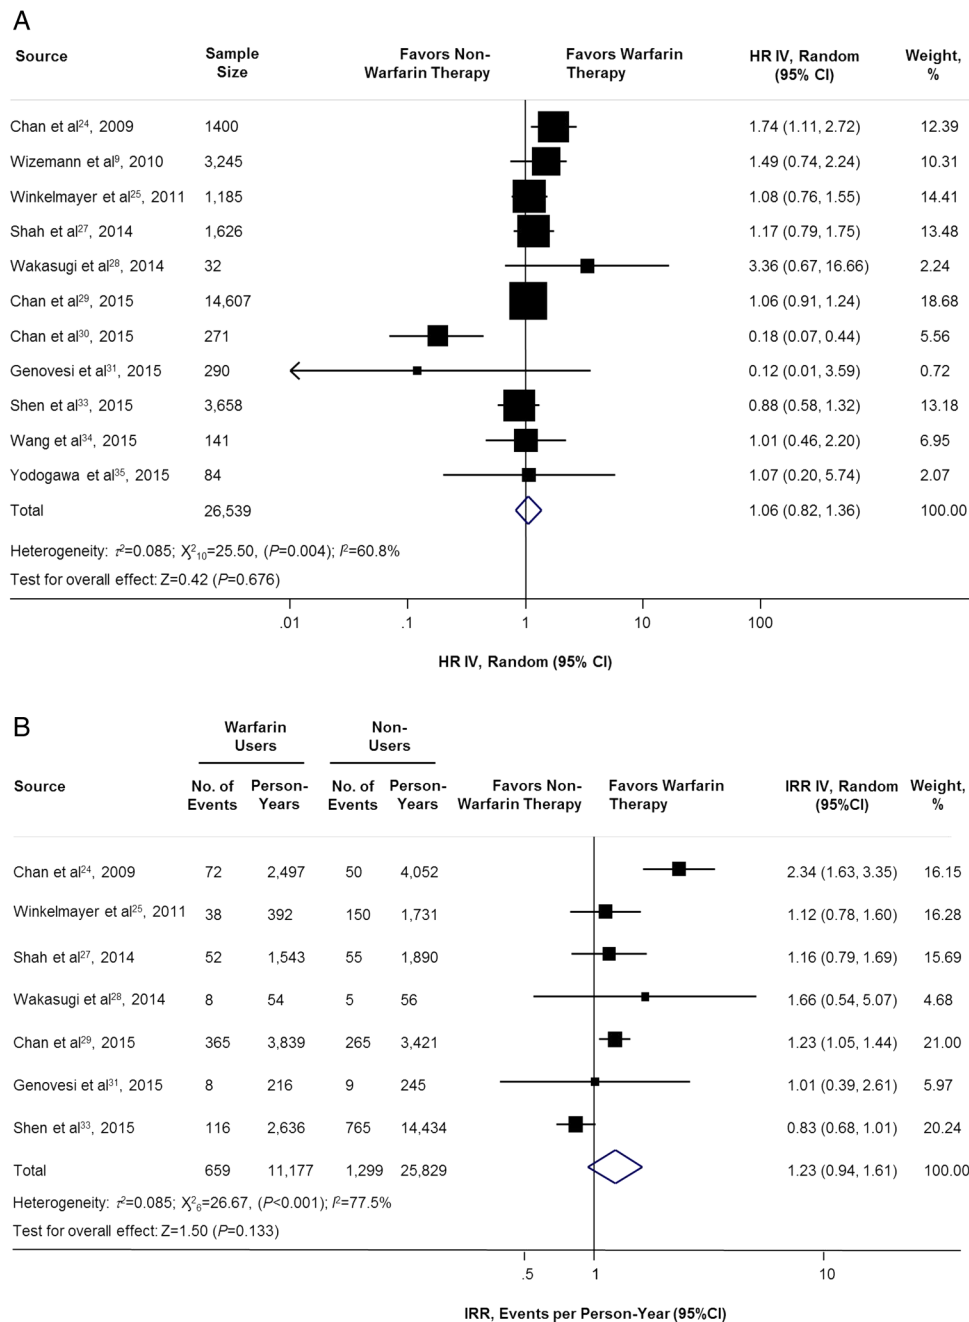 A
Source Sample Size Favors Non-Warfarin Therapy Favors Warfarin Therapy HR IV, Random (95% CI) Weight, %
Chan et al24, 2009 1400 1.74 (1.11, 2.72) 12.39
Wizemann et al9, 2010 3,245 1.49 (0.74, 2.24) 10.31
Winkelmayer et al25, 2011 1,185 1.08 (0.76, 1.55) 14.41
Shah et al27, 2014 1,626 1.17 (0.79, 1.75) 13.48
Wakasugi et al28, 2014 32 3.36 (0.67, 16.66) 2.24
Chan et al29, 2015 14,607 1.06 (0.91, 1.24) 18.68
Chan et al30, 2015 271 0.18 (0.07, 0.44) 5.56
Genovesi et al31, 2015 290 0.12 (0.01, 3.59) 0.72
Shen et al33, 2015 3,658 0.88 (0.58, 1.32) 13.18
Wang et al34, 2015 141 1.01 (0.46, 2.20) 6.95
Yodogawa et al35, 2015 84 1.07 (0.20, 5.74) 2.07
Total 26,539 1.06 (0.82, 1.36) 100.00
Heterogeneity: τ²=0.085; Χ²10=25.50, (P=0.004); I²=60.8%
Test for overall effect: Z=0.42 (P=0.676)
.01 .1 1 10 100
HR IV, Random (95% CI)
B
Warfarin Users Non-Users
Source No. of Events Person-Years No. of Events Person-Years Favors Non-Warfarin Therapy Favors Warfarin Therapy IRR IV, Random (95%CI) Weight, %
Chan et al24, 2009 72 2,497 50 4,052 2.34 (1.63, 3.35) 16.15
Winkelmayer et al25, 2011 38 392 150 1,731 1.12 (0.78, 1.60) 16.28
Shah et al27, 2014 52 1,543 55 1,890 1.16 (0.79, 1.69) 15.69
Wakasugi et al28, 2014 8 54 5 56 1.66 (0.54, 5.07) 4.68
Chan et al29, 2015 365 3,839 265 3,421 1.23 (1.05, 1.44) 21.00
Genovesi et al31, 2015 8 216 9 245 1.01 (0.39, 2.61) 5.97
Shen et al33, 2015 116 2,636 765 14,434 0.83 (0.68, 1.01) 20.24
Total 659 11,177 1,299 25,829 1.23 (0.94, 1.61) 100.00
Heterogeneity: τ²=0.085; Χ²6=26.67, (P<0.001); I²=77.5%
Test for overall effect: Z=1.50 (P=0.133)
.5 1 10
IRR, Events per Person-Year (95%CI)